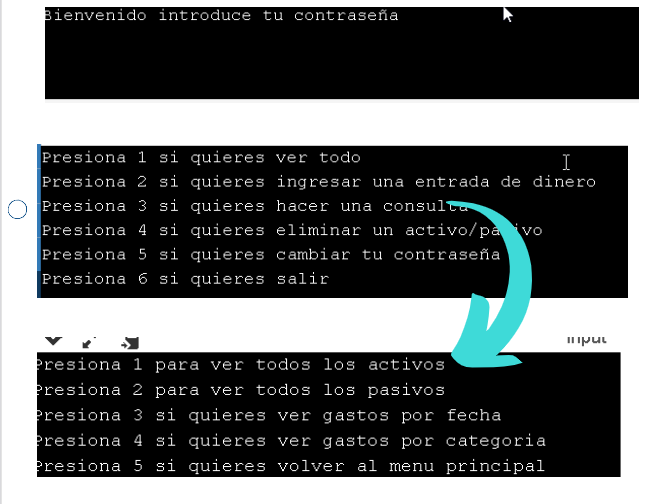 Bienvenido introduce tu contraseña
Presiona 1 si quieres ver todo
Presiona 2 si quieres ingresar una entrada de dinero
Presiona 3 si quieres hacer una consulta
Presiona 4 si quieres eliminar un activo/pasivo
Presiona 5 si quieres cambiar tu contraseña
Presiona 6 si quieres salir
input
Presiona 1 para ver todos los activos
Presiona 2 para ver todos los pasivos
Presiona 3 si quieres ver gastos por fecha
Presiona 4 si quieres ver gastos por categoria
Presiona 5 si quieres volver al menu principal